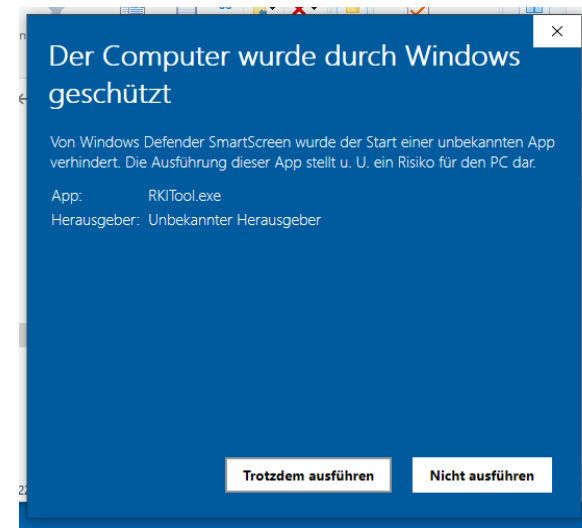 Der Computer wurde durch Windows
geschützt
Von Windows Defender SmartScreen wurde der Start einer unbekannten App
verhindert. Die Ausführung dieser App stellt u. U. ein Risiko für den PC dar.
App: RKITool.exe
Herausgeber: Unbekannter Herausgeber
Trotzdem ausführen Nicht ausführen